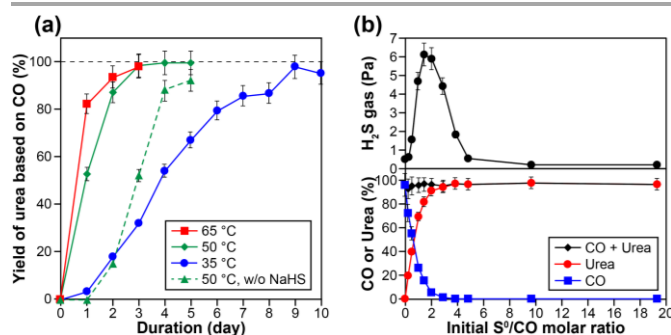 (a)
Yield of urea based on CO (%)
100
80
60
40
20
0
0 1 2 3 4 5 6 7 8 9 10
Duration (day)
65 °C
50 °C
35 °C
50 °C, w/o NaHS
(b)
H₂S gas (Pa)
7
6
5
4
3
2
1
0
CO or Urea (%)
100
80
60
40
20
0
CO + Urea
Urea
CO
0 2 4 6 8 10 12 14 16 18 20
Initial S⁰/CO molar ratio